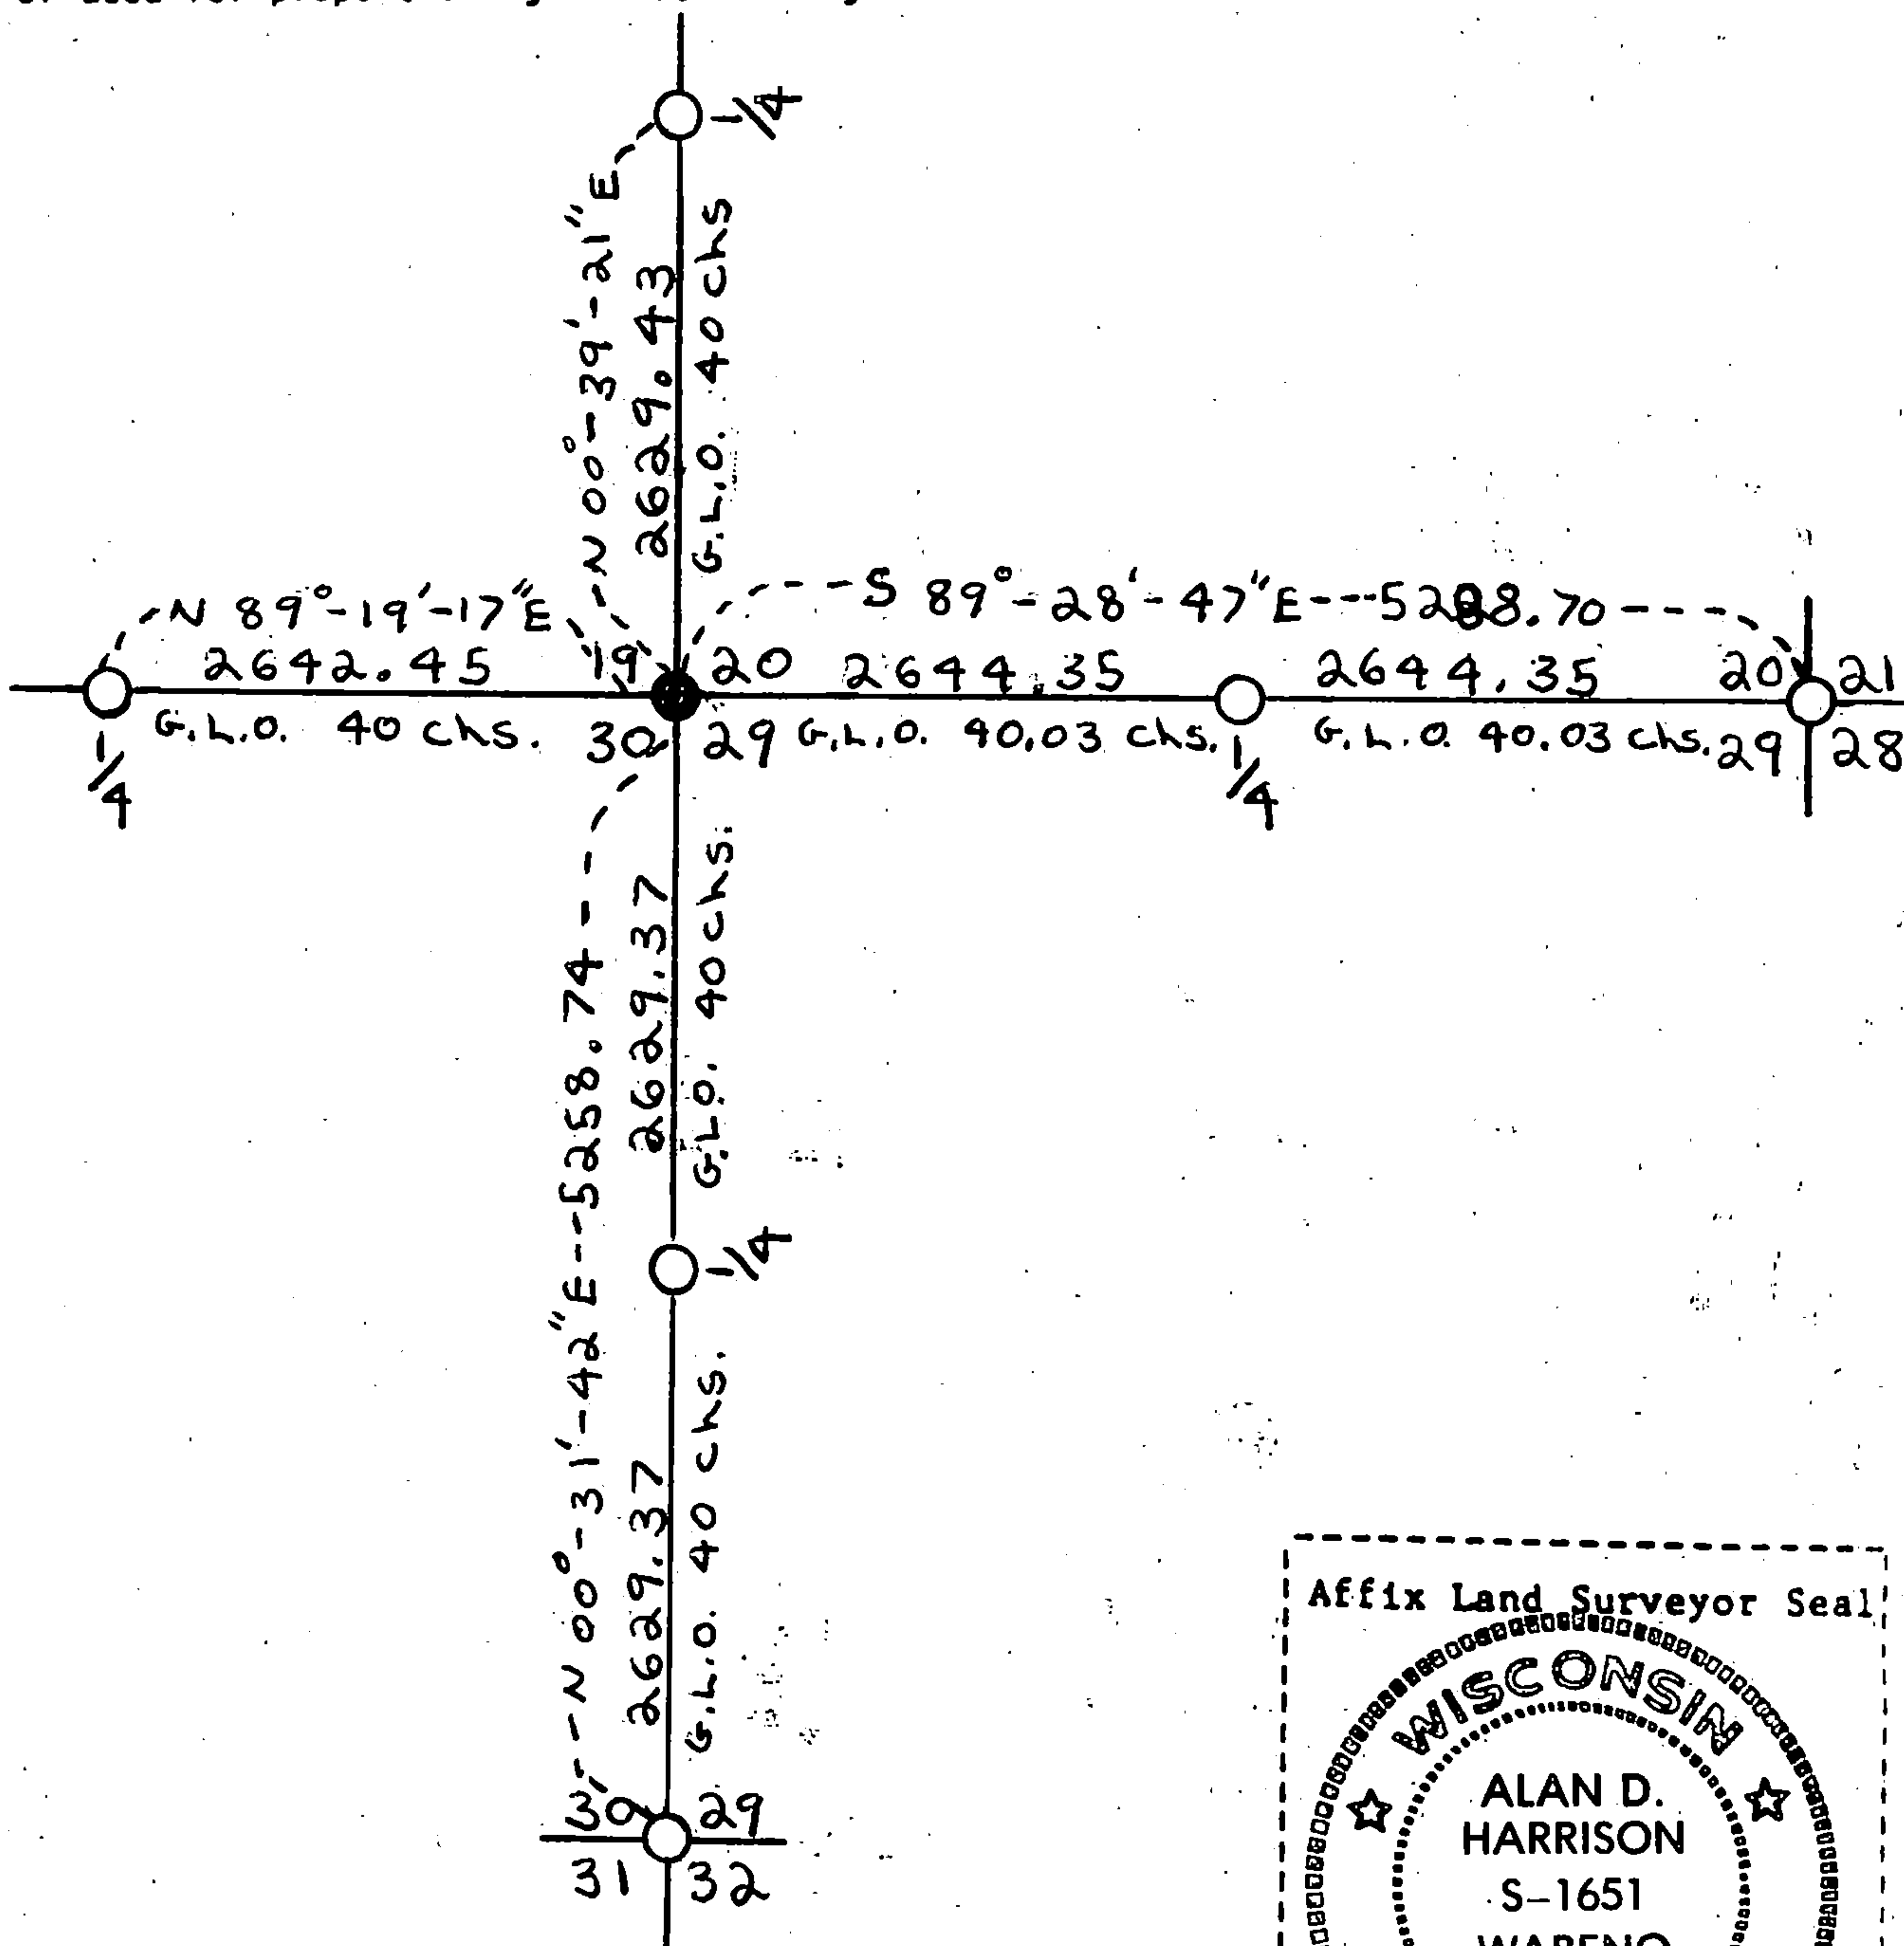 1/4
N 00°-39'-21" E
2629.43
G.L.O. 40 chs
N 89°-19'-17" E
S 89°-28'-47" E---5288.70---
2642.45
19
20
2644.35
2644.35
20
21
G.L.O. 40 chs.
30
29
G.L.O. 40.03 chs.
G.L.O. 40.03 chs.
29
28
1/4
1/4
N 00°-31'-42" E--5258.74--
2629.37
G.L.O. 40 chs.
1/4
2629.37
G.L.O. 40 chs.
30
29
31
32
Affix Land Surveyor Seal
WISCONSIN
ALAN D.
HARRISON
S-1651